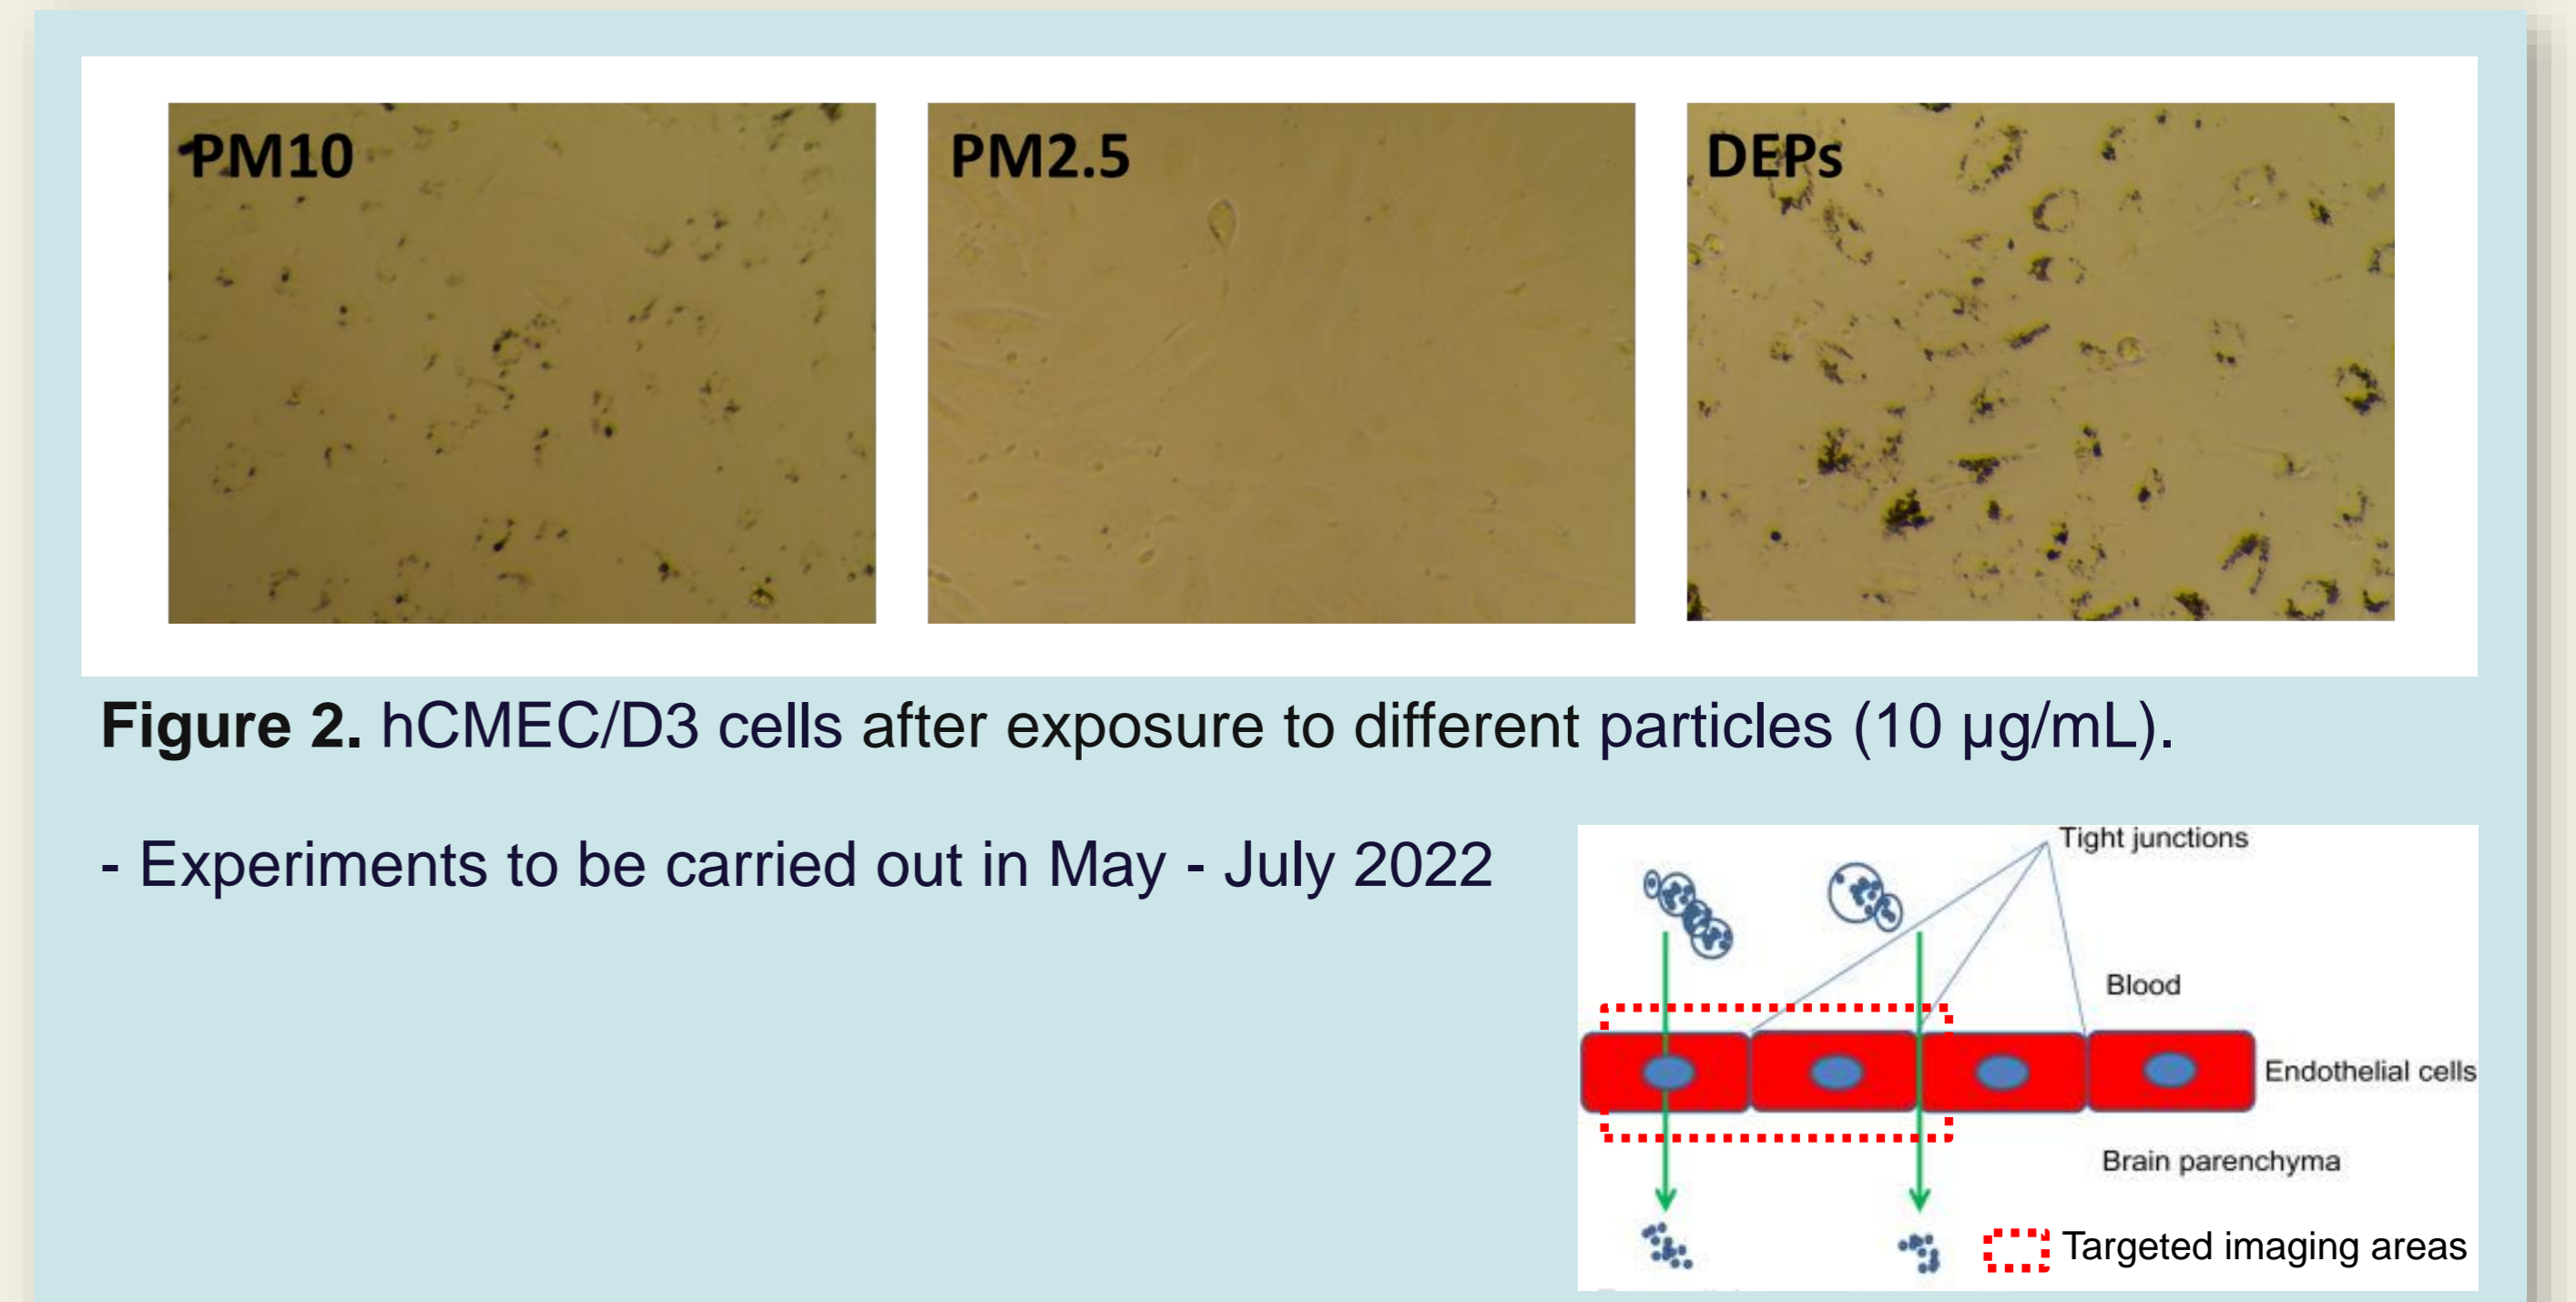 PM10
PM2.5
DEPs
Figure 2. hCMEC/D3 cells after exposure to different particles (10 µg/mL).
- Experiments to be carried out in May - July 2022
Tight junctions
Blood
Endothelial cells
Brain parenchyma
Targeted imaging areas